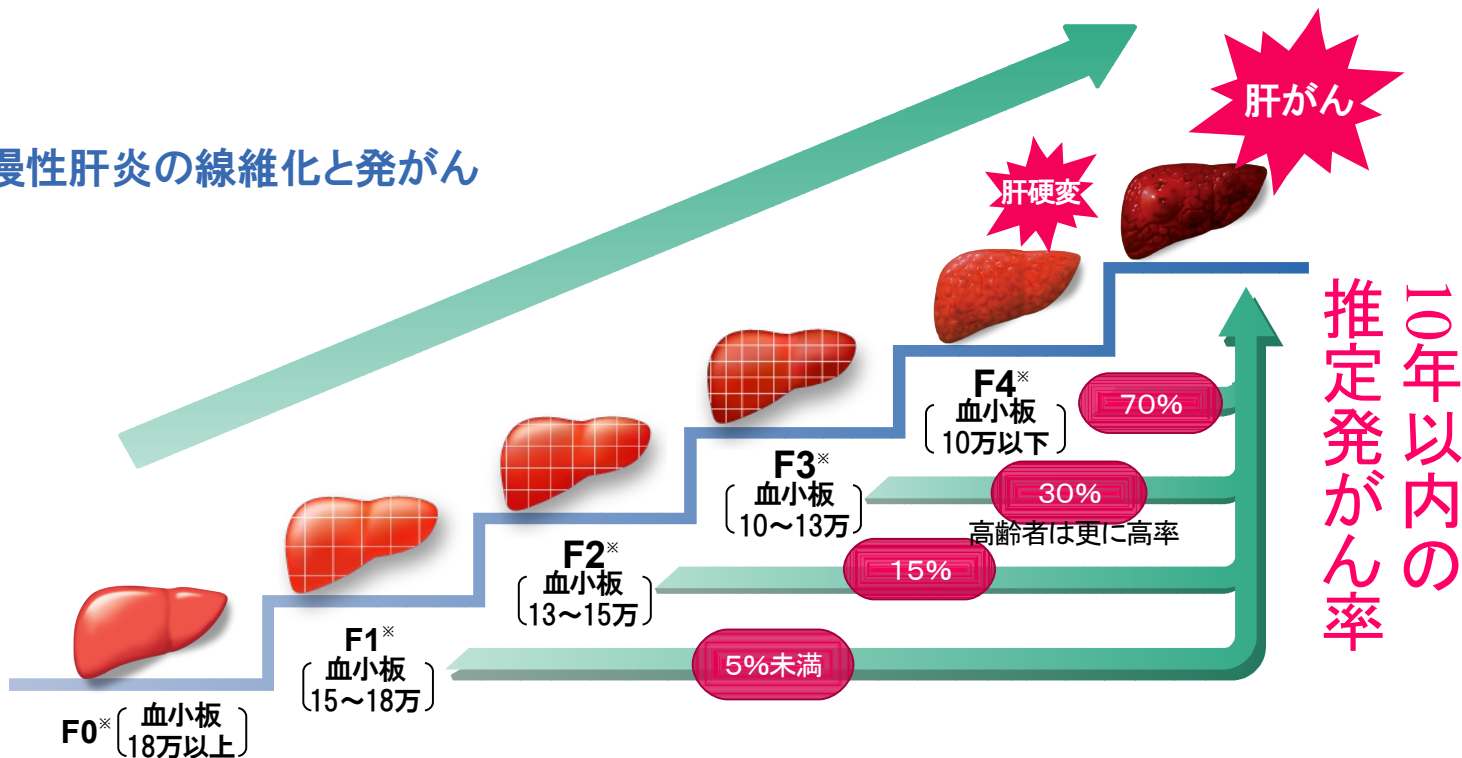 慢性肝炎の線維化と発がん
肝がん
肝硬変
10年以内の
推定発がん率
F4※
血小板
10万以下
70%
F3※
血小板
10～13万
30%
高齢者は更に高率
F2※
血小板
13～15万
15%
F1※
血小板
15～18万
5%未満
F0※
血小板
18万以上